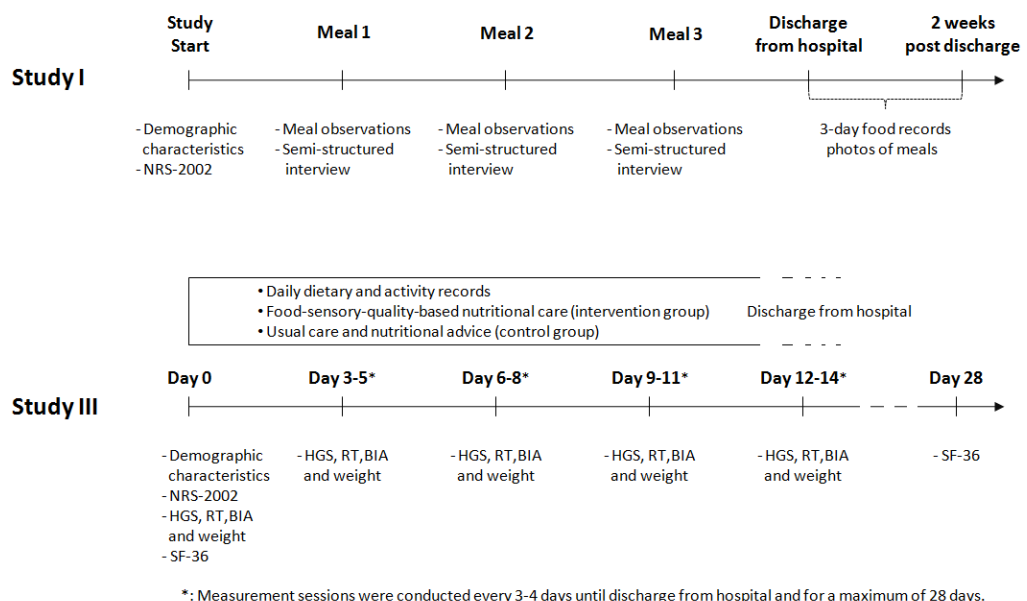 Study
Start
Meal 1
Meal 2
Meal 3
Discharge
from hospital
2 weeks
post discharge
Study I
- Demographic
characteristics
- NRS-2002
- Meal observations
- Semi-structured
interview
- Meal observations
- Semi-structured
interview
- Meal observations
- Semi-structured
interview
3-day food records
photos of meals
• Daily dietary and activity records
• Food-sensory-quality-based nutritional care (intervention group)
• Usual care and nutritional advice (control group)
Discharge from hospital
Day 0
Day 3-5*
Day 6-8*
Day 9-11*
Day 12-14*
Day 28
Study III
- Demographic
characteristics
- NRS-2002
- HGS, RT,BIA
and weight
- SF-36
- HGS, RT,BIA
and weight
- HGS, RT,BIA
and weight
- HGS, RT,BIA
and weight
- HGS, RT,BIA
and weight
- SF-36
*: Measurement sessions were conducted every 3-4 days until discharge from hospital and for a maximum of 28 days.